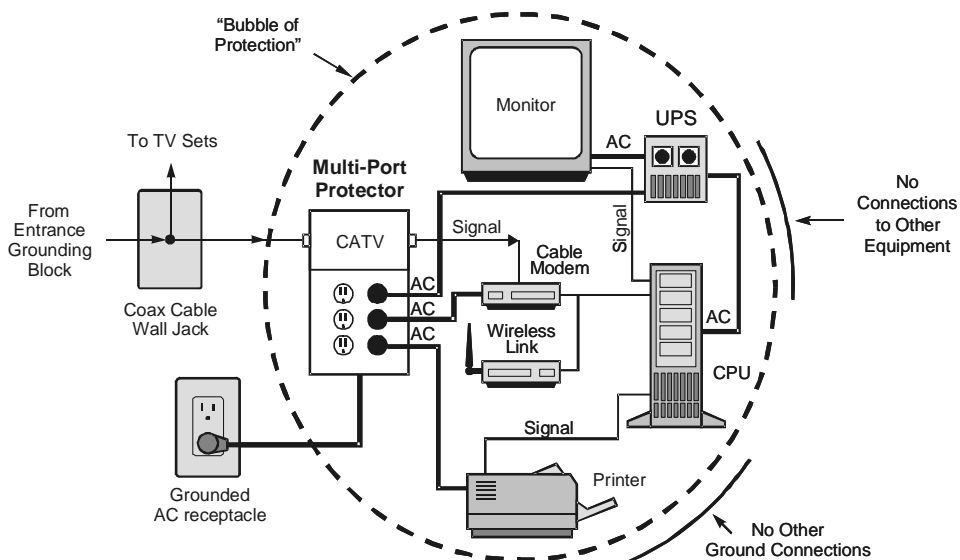 “Bubble of
Protection”
Monitor
UPS
AC
To TV Sets
Multi-Port
Protector
No
Connections
to Other
Equipment
From
Entrance
Grounding
Block
CATV
Signal
Signal
Cable
Modem
AC
AC
AC
AC
Coax Cable
Wall Jack
Wireless
Link
CPU
Signal
Printer
Grounded
AC receptacle
No Other
Ground Connections